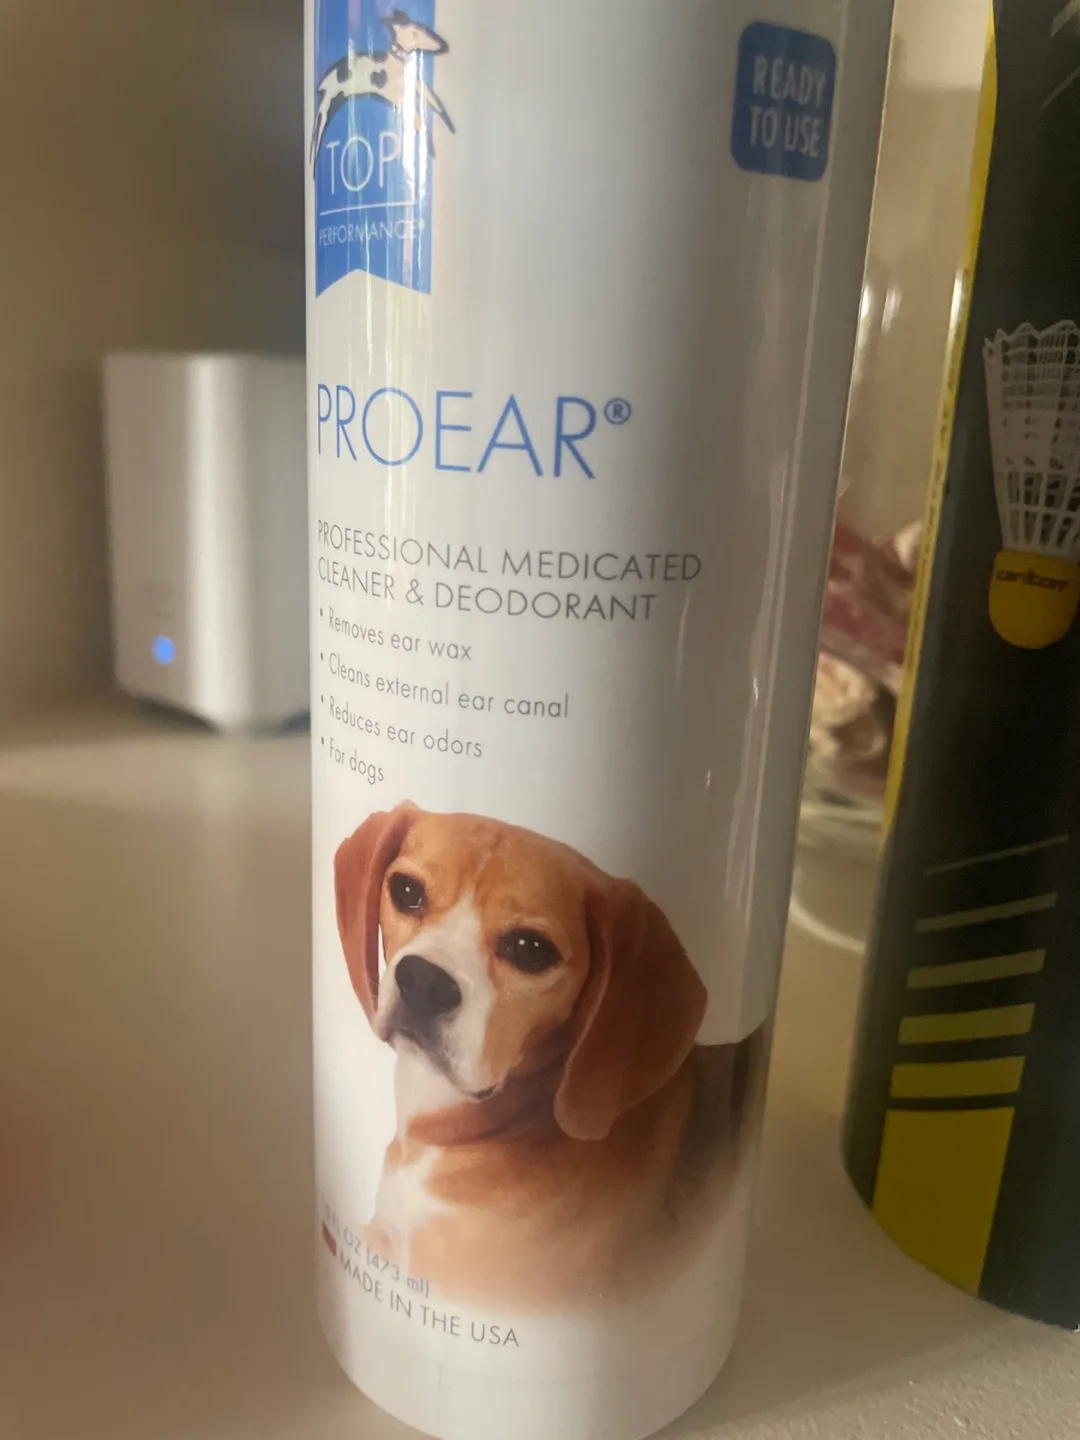 TOP
PERFORMANCE®
READY
TO USE
PROEAR®
PROFESSIONAL MEDICATED
CLEANER & DEODORANT
• Removes ear wax
• Cleans external ear canal
• Reduces ear odors
• For dogs
FL OZ (473 ml)
MADE IN THE USA